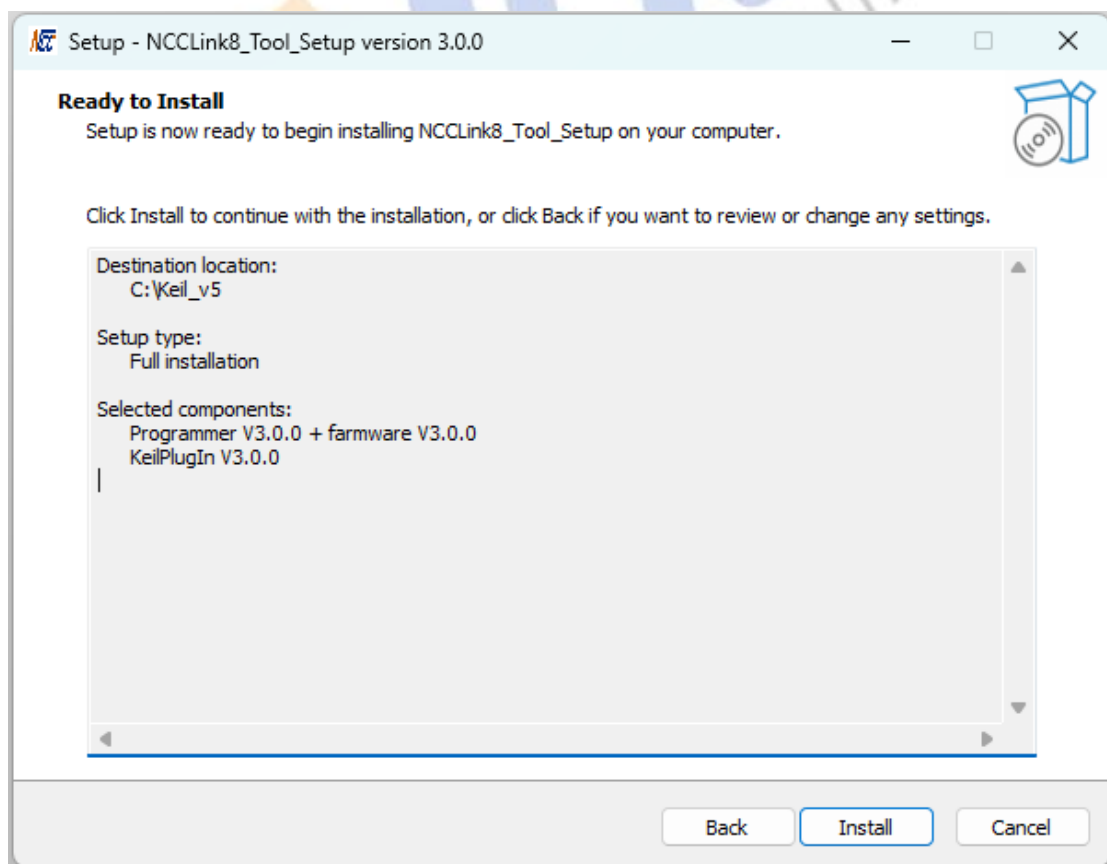 NCC Setup - NCCLink8_Tool_Setup version 3.0.0
Ready to Install
Setup is now ready to begin installing NCCLink8_Tool_Setup on your computer.
Click Install to continue with the installation, or click Back if you want to review or change any settings.
Destination location:
C:\Keil_v5
Setup type:
Full installation
Selected components:
Programmer V3.0.0 + farmware V3.0.0
KeilPlugIn V3.0.0
Back
Install
Cancel